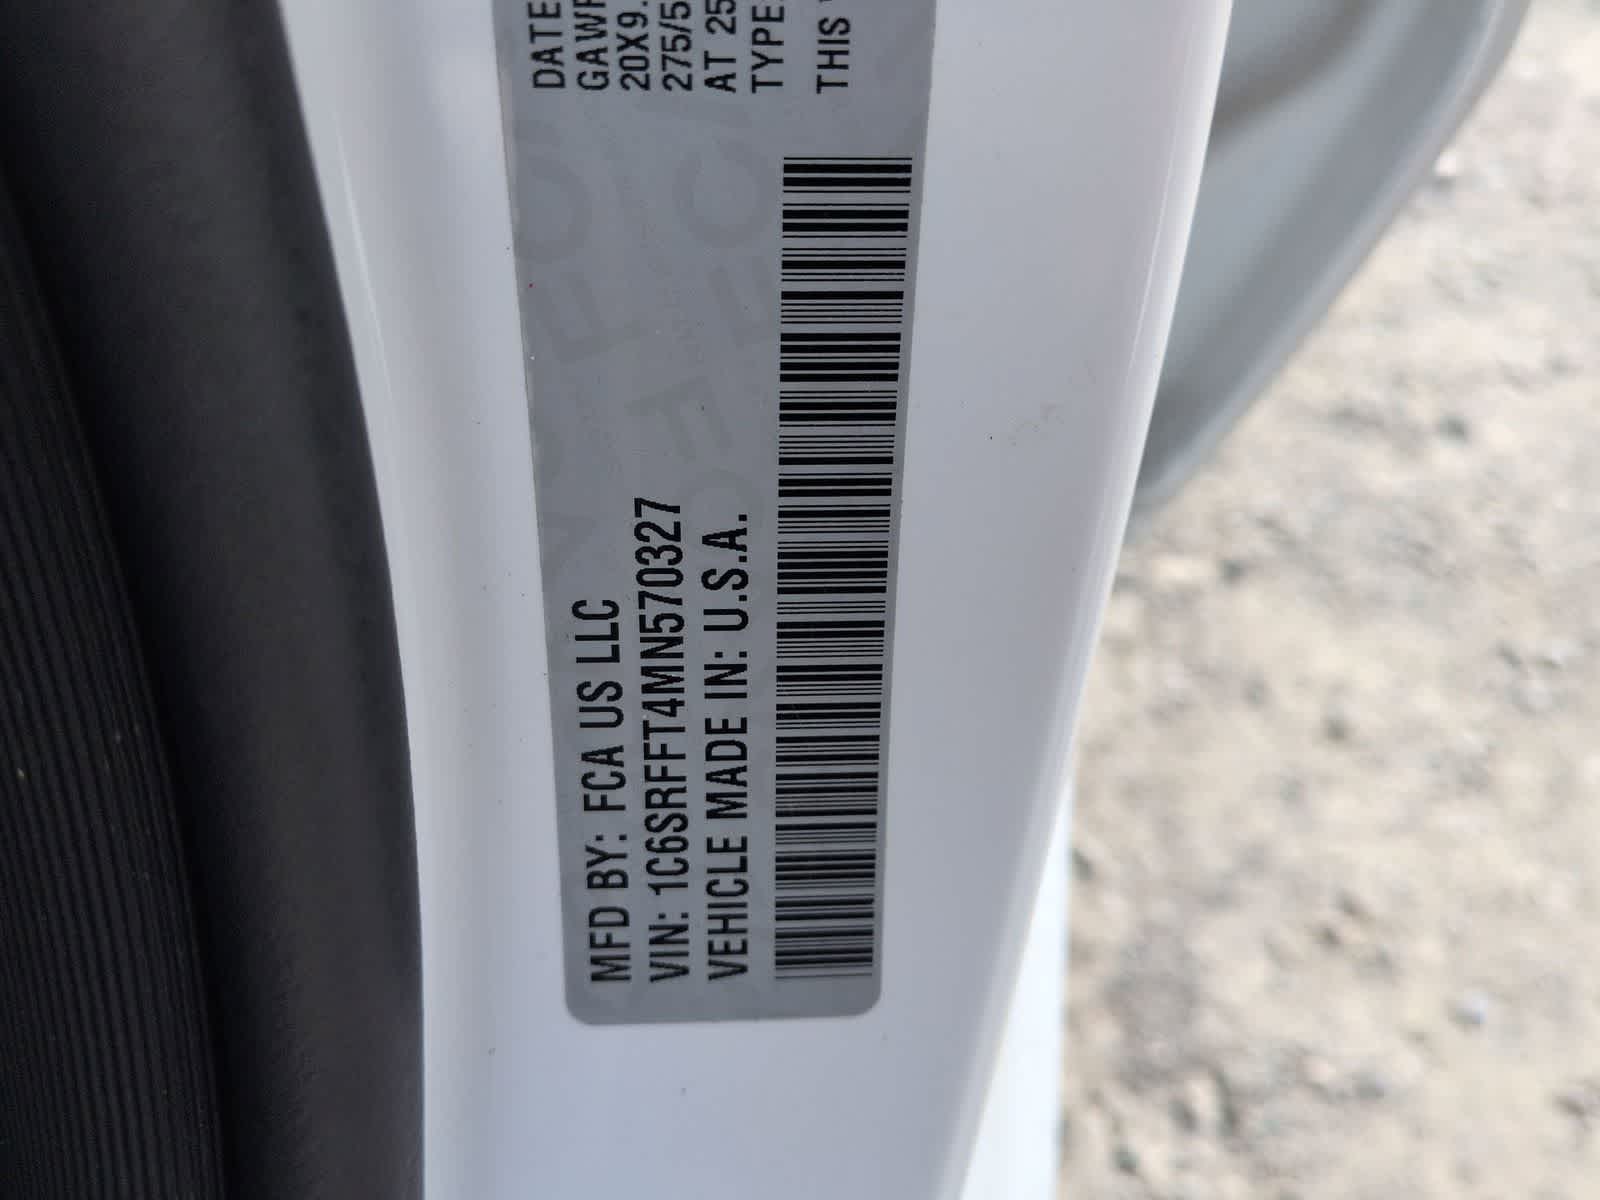 MFD BY: FCA US LLC
VIN: 1C6SRFFT4MN570327
VEHICLE MADE IN: U.S.A.
DATE
GAWR
20X9.
275/5
AT 25
TYPE:
THIS